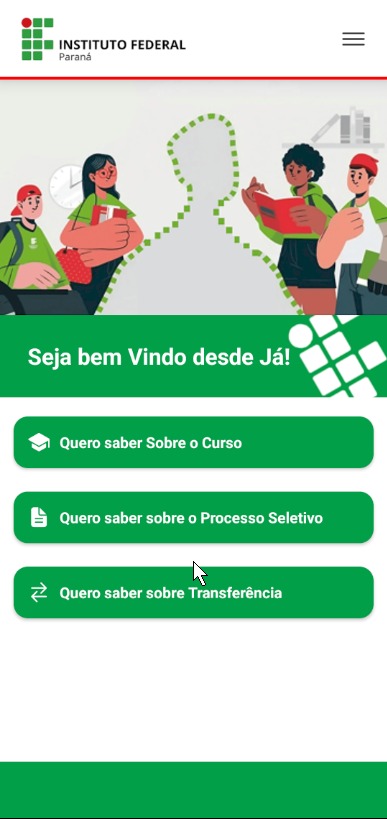 INSTITUTO FEDERAL
Paraná
Seja bem Vindo desde Já!
Quero saber Sobre o Curso
Quero saber sobre o Processo Seletivo
Quero saber sobre Transferência